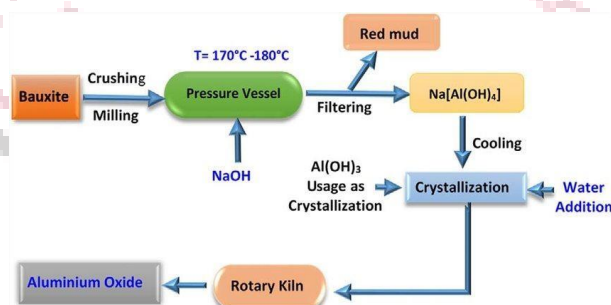 Red mud
T= 170°C -180°C
Crushing
Bauxite
Pressure Vessel
Na[Al(OH)₄]
Milling
Filtering
Cooling
NaOH
Al(OH)₃
Usage as
Crystallization
Crystallization
Water
Addition
Aluminium Oxide
Rotary Kiln